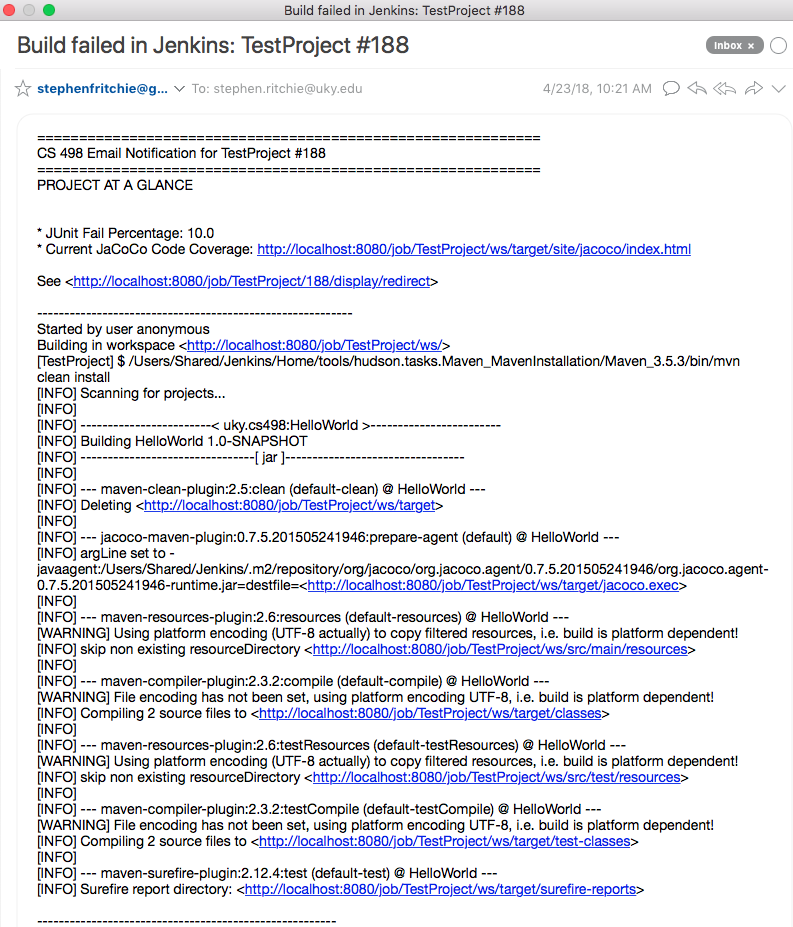 Build failed in Jenkins: TestProject #188
Build failed in Jenkins: TestProject #188
Inbox ×
stephenfritchie@g... To: stephen.ritchie@uky.edu 4/23/18, 10:21 AM
============================================================
CS 498 Email Notification for TestProject #188
============================================================
PROJECT AT A GLANCE
* JUnit Fail Percentage: 10.0
* Current JaCoCo Code Coverage: http://localhost:8080/job/TestProject/ws/target/site/jacoco/index.html
See <http://localhost:8080/job/TestProject/188/display/redirect>
------------------------------------------------------------
Started by user anonymous
Building in workspace <http://localhost:8080/job/TestProject/ws/>
[TestProject] $ /Users/Shared/Jenkins/Home/tools/hudson.tasks.Maven_MavenInstallation/Maven_3.5.3/bin/mvn
clean install
[INFO] Scanning for projects...
[INFO]
[INFO] -------------------------< uky.cs498:HelloWorld >-------------------------
[INFO] Building HelloWorld 1.0-SNAPSHOT
[INFO] --------------------------------[ jar ]---------------------------------
[INFO]
[INFO] --- maven-clean-plugin:2.5:clean (default-clean) @ HelloWorld ---
[INFO] Deleting <http://localhost:8080/job/TestProject/ws/target>
[INFO]
[INFO] --- jacoco-maven-plugin:0.7.5.201505241946:prepare-agent (default) @ HelloWorld ---
[INFO] argLine set to -
javaagent:/Users/Shared/Jenkins/.m2/repository/org/jacoco/org.jacoco.agent/0.7.5.201505241946/org.jacoco.agent-
0.7.5.201505241946-runtime.jar=destfile=<http://localhost:8080/job/TestProject/ws/target/jacoco.exec>
[INFO]
[INFO] --- maven-resources-plugin:2.6:resources (default-resources) @ HelloWorld ---
[WARNING] Using platform encoding (UTF-8 actually) to copy filtered resources, i.e. build is platform dependent!
[INFO] skip non existing resourceDirectory <http://localhost:8080/job/TestProject/ws/src/main/resources>
[INFO]
[INFO] --- maven-compiler-plugin:2.3.2:compile (default-compile) @ HelloWorld ---
[WARNING] File encoding has not been set, using platform encoding UTF-8, i.e. build is platform dependent!
[INFO] Compiling 2 source files to <http://localhost:8080/job/TestProject/ws/target/classes>
[INFO]
[INFO] --- maven-resources-plugin:2.6:testResources (default-testResources) @ HelloWorld ---
[WARNING] Using platform encoding (UTF-8 actually) to copy filtered resources, i.e. build is platform dependent!
[INFO] skip non existing resourceDirectory <http://localhost:8080/job/TestProject/ws/src/test/resources>
[INFO]
[INFO] --- maven-compiler-plugin:2.3.2:testCompile (default-testCompile) @ HelloWorld ---
[WARNING] File encoding has not been set, using platform encoding UTF-8, i.e. build is platform dependent!
[INFO] Compiling 2 source files to <http://localhost:8080/job/TestProject/ws/target/test-classes>
[INFO]
[INFO] --- maven-surefire-plugin:2.12.4:test (default-test) @ HelloWorld ---
[INFO] Surefire report directory: <http://localhost:8080/job/TestProject/ws/target/surefire-reports>
---------------------------------------------------------